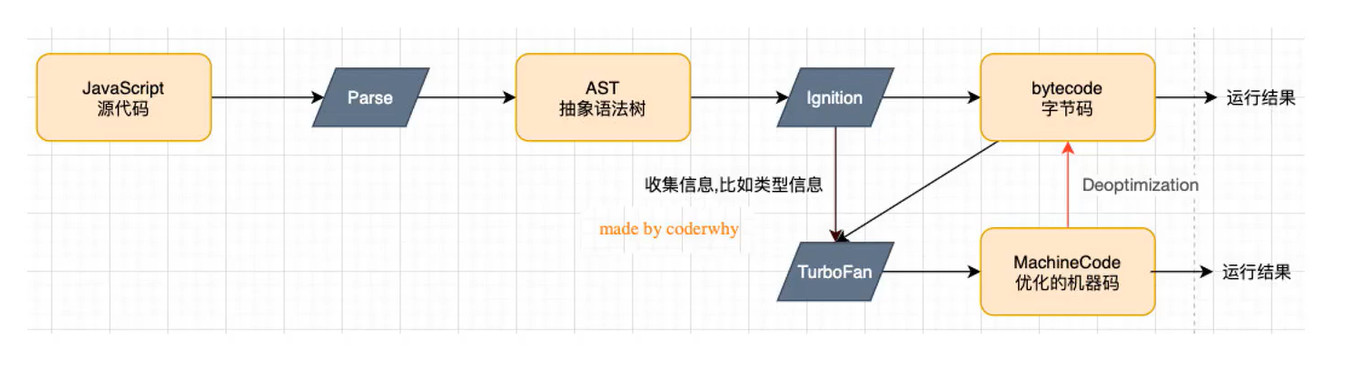 JavaScript
源代码
Parse
AST
抽象语法树
Ignition
bytecode
字节码
运行结果
收集信息,比如类型信息
Deoptimization
made by coderwhy
TurboFan
MachineCode
优化的机器码
运行结果